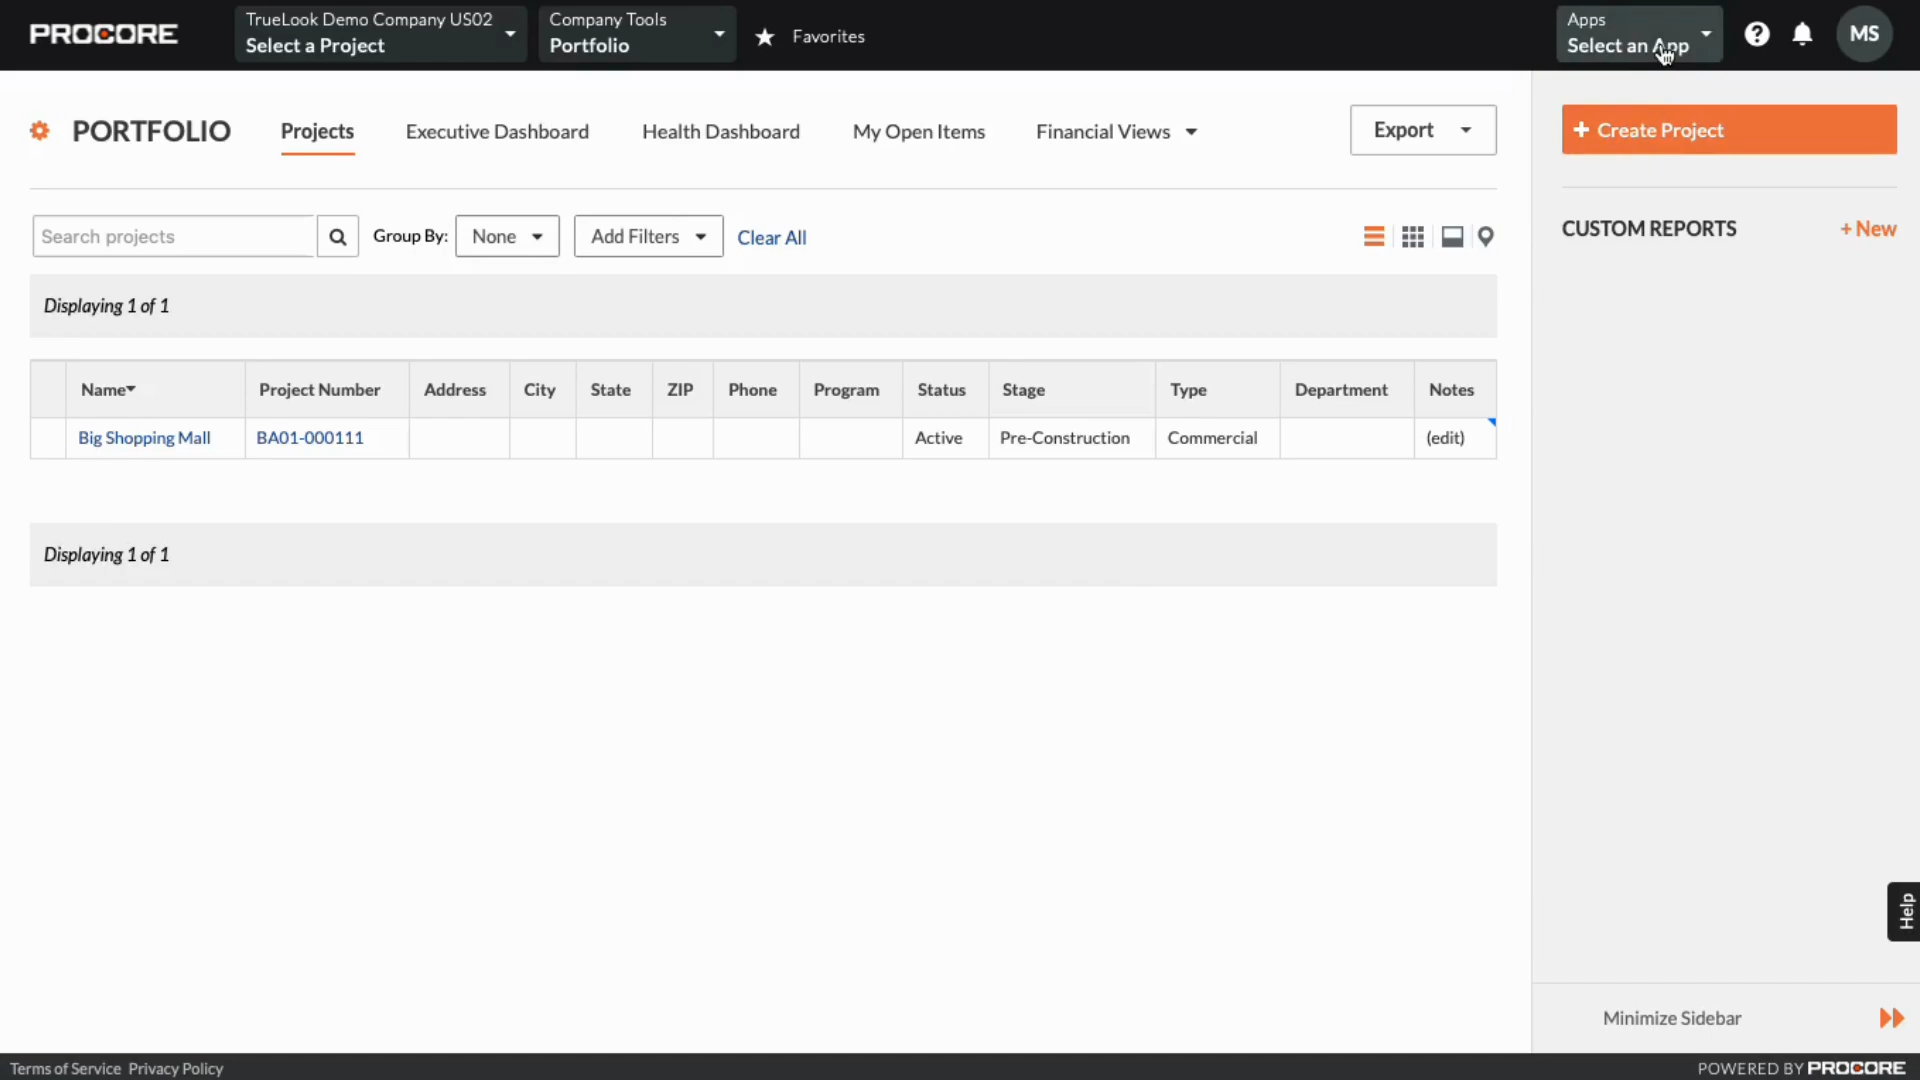 PROCORE
TrueLook Demo Company US02
Select a Project
Company Tools
Portfolio
Favorites
Apps
Select an App
MS
PORTFOLIO
Projects
Executive Dashboard
Health Dashboard
My Open Items
Financial Views
Export
+ Create Project
Search projects
Group By:
None
Add Filters
Clear All
CUSTOM REPORTS
+ New
Displaying 1 of 1
Name Project Number Address City State ZIP Phone Program Status Stage Type Department Notes
Big Shopping Mall BA01-000111 Active Pre-Construction Commercial (edit)
Displaying 1 of 1
Help
Minimize Sidebar
Terms of Service Privacy Policy
POWERED BY PROCORE